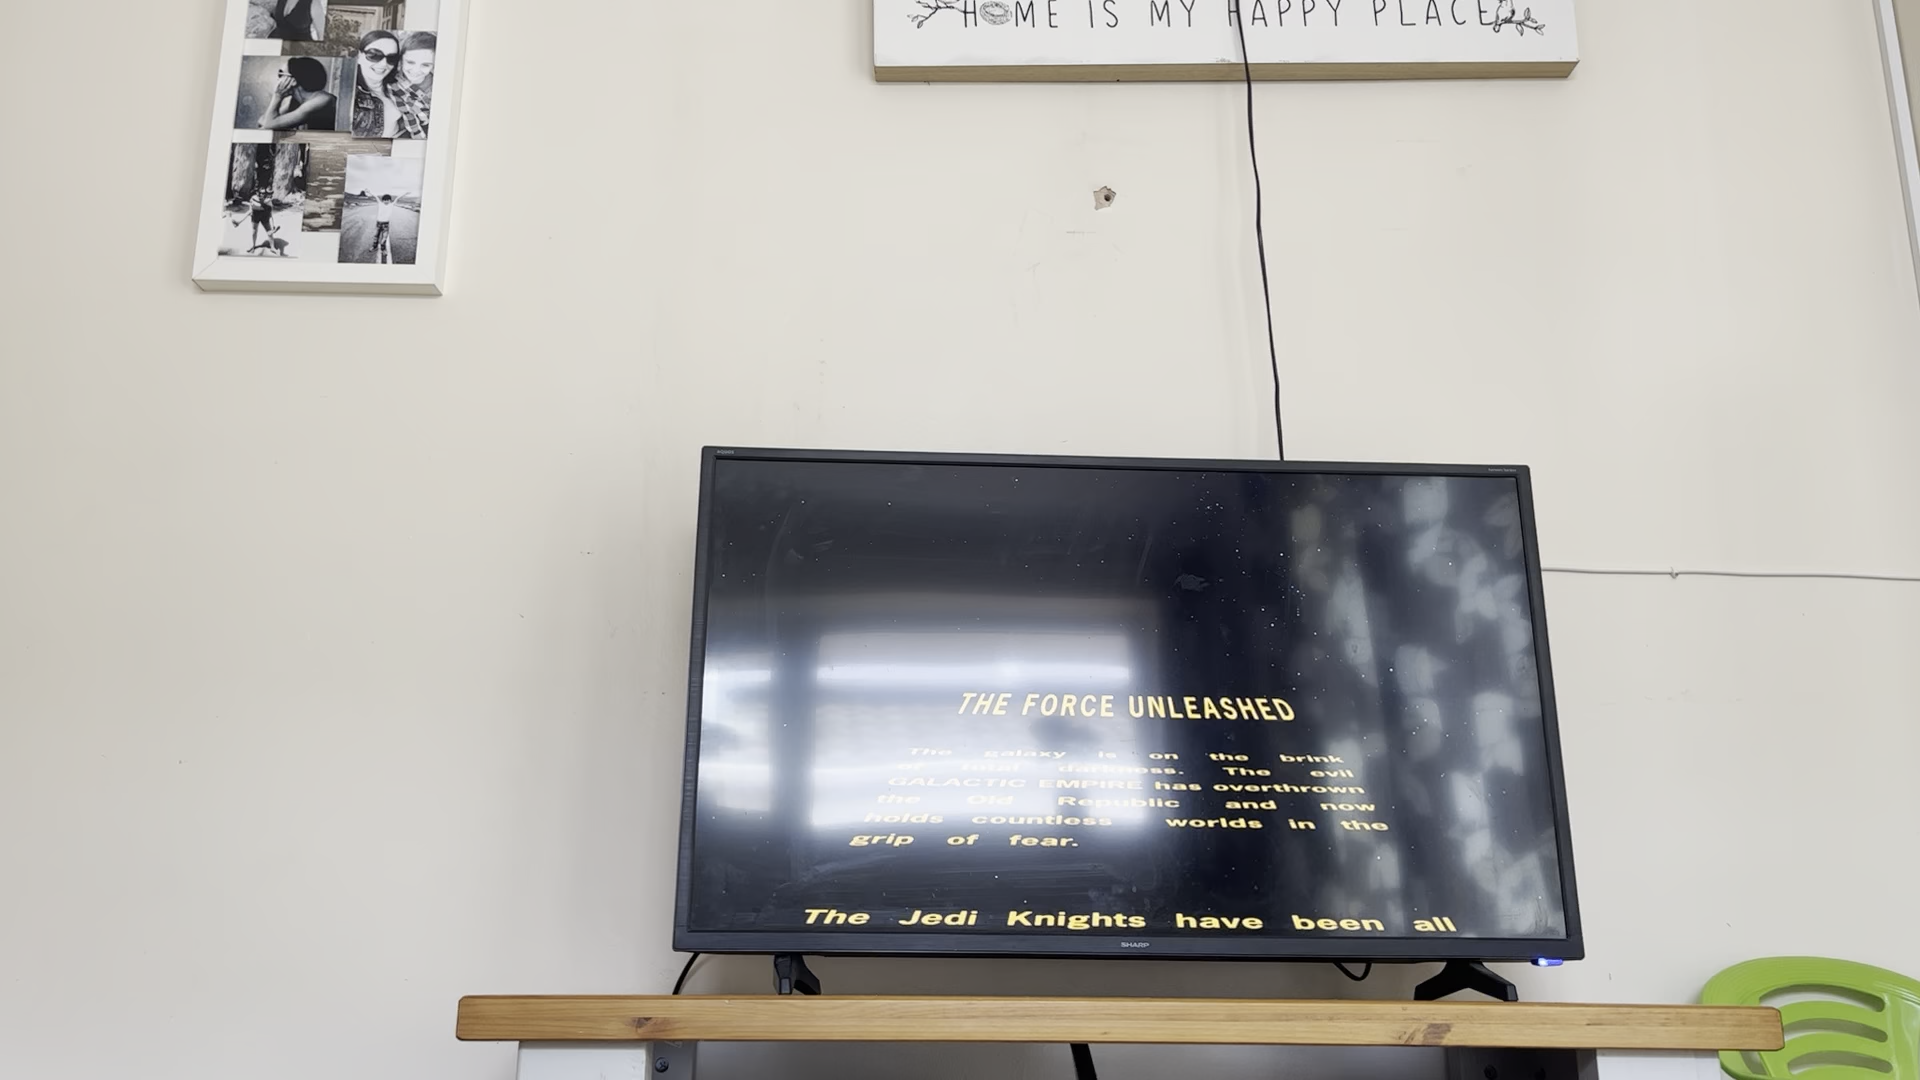 HOME IS MY HAPPY PLACE
THE FORCE UNLEASHED
The galaxy is on the brink
of total darkness. The evil
GALACTIC EMPIRE has overthrown
the Old Republic and now
holds countless worlds in the
grip of fear.
The Jedi Knights have been all
SHARP